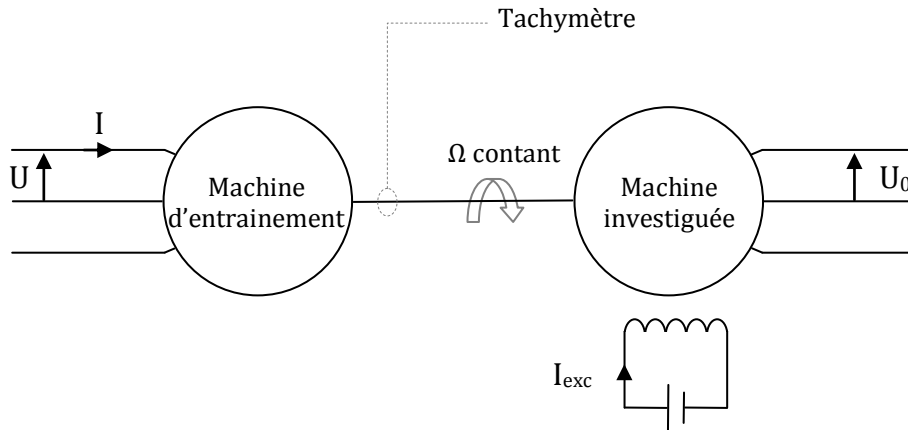 Tachymètre
I
Ω contant
U
U₀
Machine
d'entrainement
Machine
investiguée
Iexc